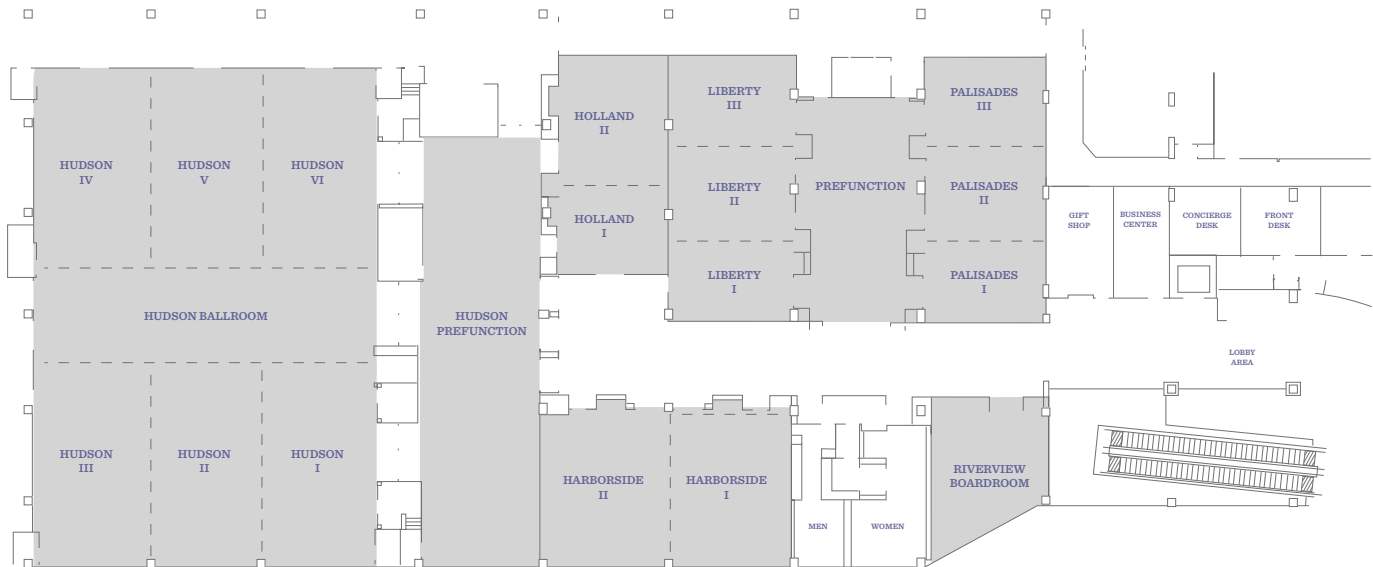 HOLLAND
II
LIBERTY
III
PALISADES
III
HUDSON
IV
HUDSON
V
HUDSON
VI
LIBERTY
II
PREFUNCTION
PALISADES
II
HOLLAND
I
GIFT
SHOP
BUSINESS
CENTER
CONCIERGE
DESK
FRONT
DESK
LIBERTY
I
PALISADES
I
HUDSON BALLROOM
HUDSON
PREFUNCTION
LOBBY
AREA
HUDSON
III
HUDSON
II
HUDSON
I
HARBORSIDE
II
HARBORSIDE
I
RIVERVIEW
BOARDROOM
MEN
WOMEN